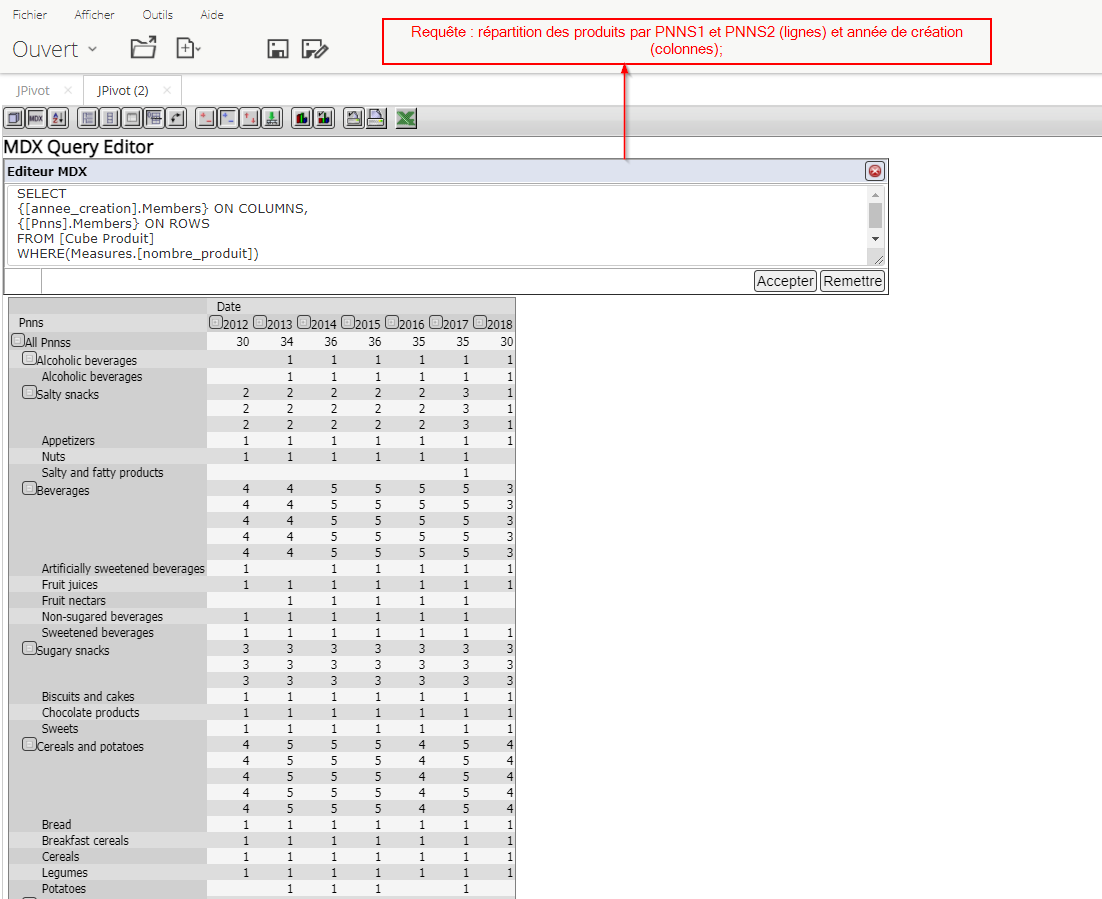 Fichier Afficher Outils Aide
Ouvert
Requête : répartition des produits par PNNS1 et PNNS2 (lignes) et année de création
(colonnes);
JPivot × JPivot (2) ×
MDX
MDX Query Editor
Editeur MDX
SELECT
{[annee_creation].Members} ON COLUMNS,
{[Pnns].Members} ON ROWS
FROM [Cube Produit]
WHERE(Measures.[nombre_produit])
Accepter Remettre
Date
Pnns 2012 2013 2014 2015 2016 2017 2018
All Pnnss 30 34 36 36 35 35 30
Alcoholic beverages 1 1 1 1 1 1
Alcoholic beverages 1 1 1 1 1 1
Salty snacks 2 2 2 2 2 3 1
2 2 2 2 2 3 1
2 2 2 2 2 3 1
Appetizers 1 1 1 1 1 1 1
Nuts 1 1 1 1 1 1
Salty and fatty products 1
Beverages 4 4 5 5 5 5 3
4 4 5 5 5 5 3
4 4 5 5 5 5 3
4 4 5 5 5 5 3
4 4 5 5 5 5 3
Artificially sweetened beverages 1 1 1 1 1 1
Fruit juices 1 1 1 1 1 1 1
Fruit nectars 1 1 1 1 1
Non-sugared beverages 1 1 1 1 1 1
Sweetened beverages 1 1 1 1 1 1 1
Sugary snacks 3 3 3 3 3 3 3
3 3 3 3 3 3 3
3 3 3 3 3 3 3
Biscuits and cakes 1 1 1 1 1 1 1
Chocolate products 1 1 1 1 1 1 1
Sweets 1 1 1 1 1 1 1
Cereals and potatoes 4 5 5 5 4 5 4
4 5 5 5 4 5 4
4 5 5 5 4 5 4
4 5 5 5 4 5 4
4 5 5 5 4 5 4
Bread 1 1 1 1 1 1 1
Breakfast cereals 1 1 1 1 1 1 1
Cereals 1 1 1 1 1 1 1
Legumes 1 1 1 1 1 1 1
Potatoes 1 1 1 1